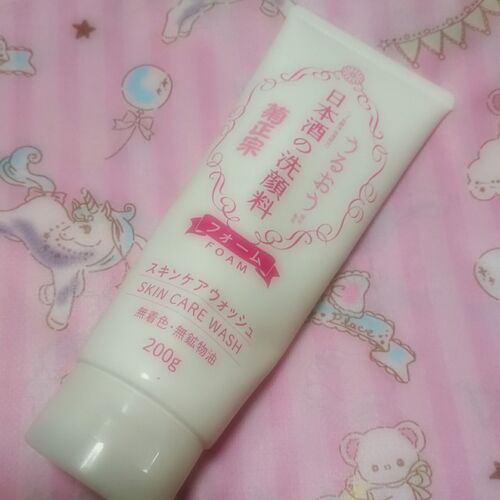 うるおう
日本酒の洗顔料
菊正宗
フォーム
FOAM
スキンケアウォッシュ
SKIN CARE WASH
無着色・無鉱物油
200g